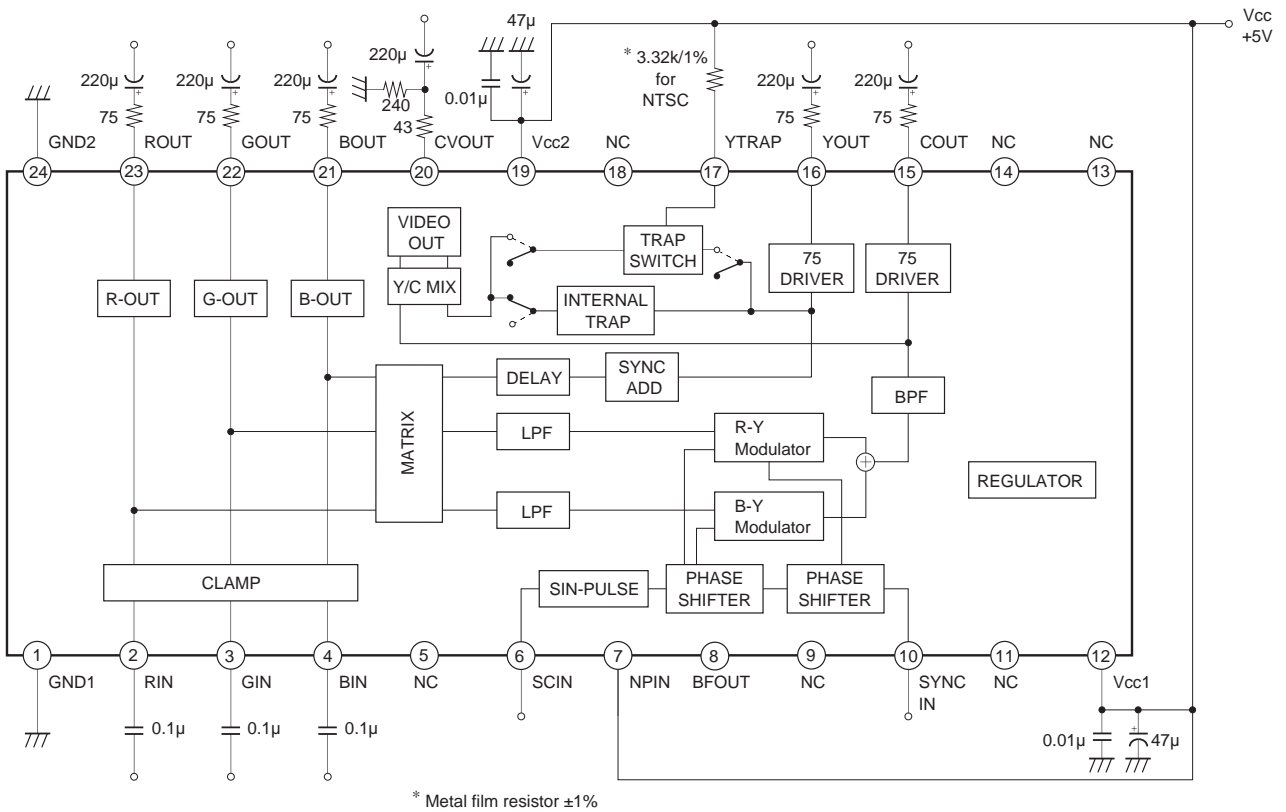 47µ
Vcc
+5V
220µ
220µ
220µ
220µ
* 3.32k/1%
for
NTSC
220µ
220µ
75
75
75
240
43
0.01µ
75
75
GND2
ROUT
GOUT
BOUT
CVOUT
Vcc2
NC
YTRAP
YOUT
COUT
NC
NC
24
23
22
21
20
19
18
17
16
15
14
13
VIDEO
OUT
TRAP
SWITCH
75
DRIVER
75
DRIVER
R-OUT
G-OUT
B-OUT
Y/C MIX
INTERNAL
TRAP
MATRIX
DELAY
SYNC
ADD
BPF
LPF
R-Y
Modulator
REGULATOR
LPF
B-Y
Modulator
CLAMP
SIN-PULSE
PHASE
SHIFTER
PHASE
SHIFTER
1
2
3
4
5
6
7
8
9
10
11
12
GND1
RIN
GIN
BIN
NC
SCIN
NPIN
BFOUT
NC
SYNC
IN
NC
Vcc1
0.1µ
0.1µ
0.1µ
0.01µ
47µ
* Metal film resistor ±1%